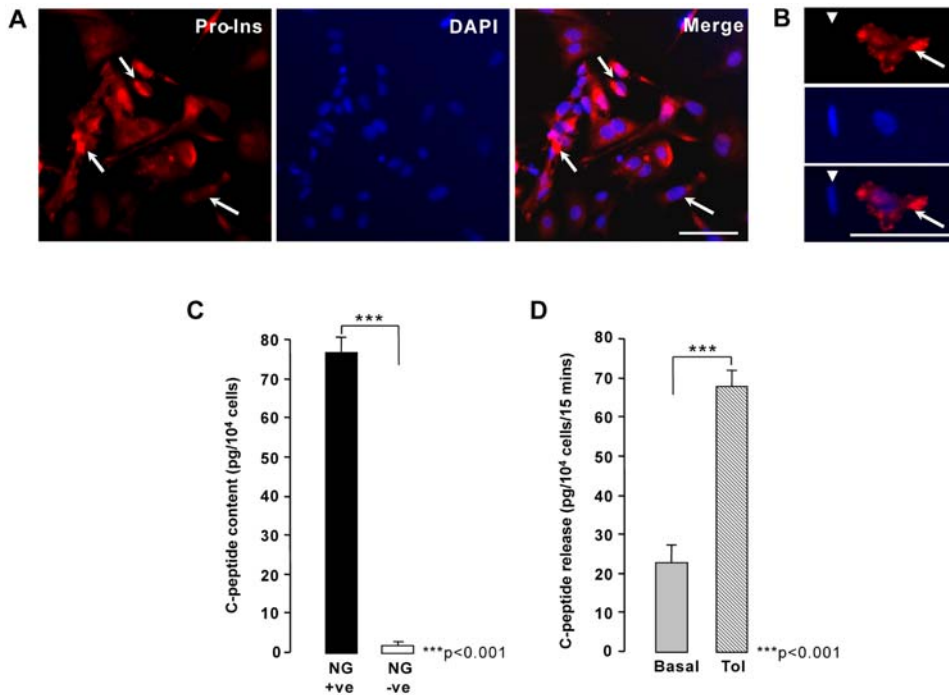 A
Pro-Ins
DAPI
Merge
B
C
C-peptide content (pg/10⁴ cells)
80
70
60
50
40
30
20
10
0
***
NG
+ve
NG
-ve
***p<0.001
D
C-peptide release (pg/10⁴ cells/15 mins)
80
70
60
50
40
30
20
10
0
***
Basal
Tol
***p<0.001